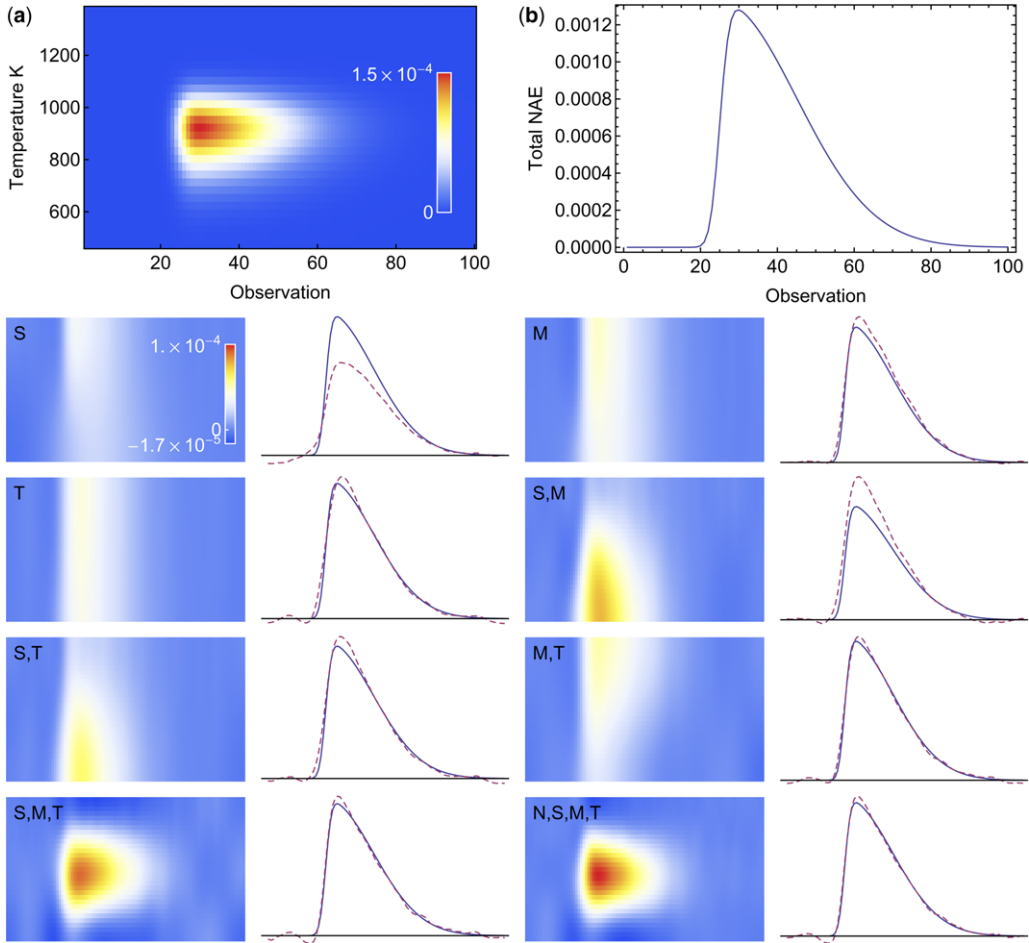 (a)
Temperature K
1400
1200
1000
800
600
1.5 × 10⁻⁴
0
20
40
60
80
100
Observation
(b)
Total NAE
0.0012
0.0010
0.0008
0.0006
0.0004
0.0002
0.0000
0
20
40
60
80
100
Observation
S
1. × 10⁻⁴
0
−1.7 × 10⁻⁵
M
T
S,M
S,T
M,T
S,M,T
N,S,M,T